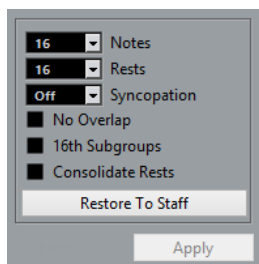 16 Notes
16 Rests
Off Syncopation
No Overlap
16th Subgroups
Consolidate Rests
Restore To Staff
Apply